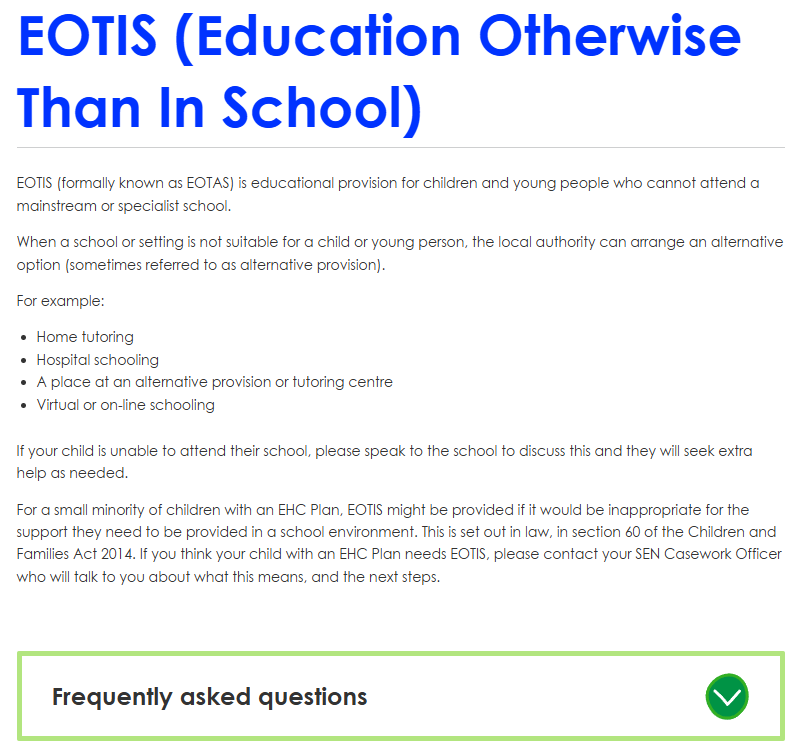 EOTIS (Education Otherwise
Than In School)
EOTIS (formally known as EOTAS) is educational provision for children and young people who cannot attend a
mainstream or specialist school.
When a school or setting is not suitable for a child or young person, the local authority can arrange an alternative
option (sometimes referred to as alternative provision).
For example:
Home tutoring
Hospital schooling
A place at an alternative provision or tutoring centre
Virtual or on-line schooling
If your child is unable to attend their school, please speak to the school to discuss this and they will seek extra
help as needed.
For a small minority of children with an EHC Plan, EOTIS might be provided if it would be inappropriate for the
support they need to be provided in a school environment. This is set out in law, in section 60 of the Children and
Families Act 2014. If you think your child with an EHC Plan needs EOTIS, please contact your SEN Casework Officer
who will talk to you about what this means, and the next steps.
Frequently asked questions